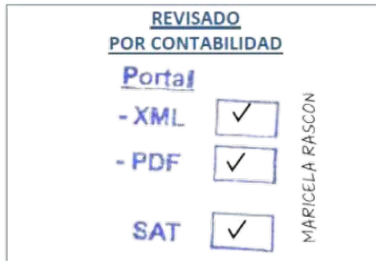 REVISADO
POR CONTABILIDAD
Portal
- XML ✓
- PDF ✓
SAT ✓
MARICELA RASCON